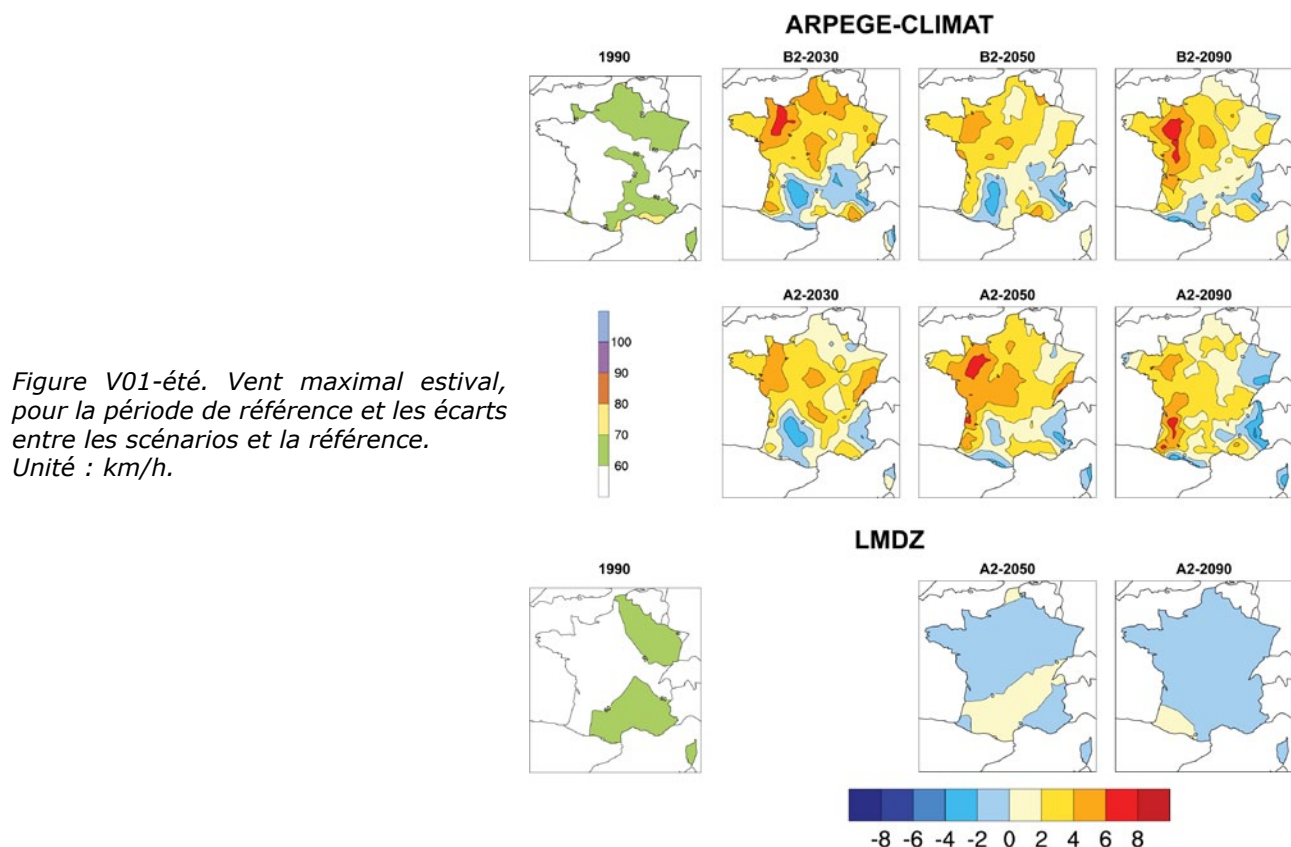 ARPEGE-CLIMAT
1990
B2-2030
B2-2050
B2-2090
A2-2030
A2-2050
A2-2090
100
90
80
70
60
Figure V01-été. Vent maximal estival,
pour la période de référence et les écarts
entre les scénarios et la référence.
Unité : km/h.
LMDZ
1990
A2-2050
A2-2090
-8 -6 -4 -2 0 2 4 6 8